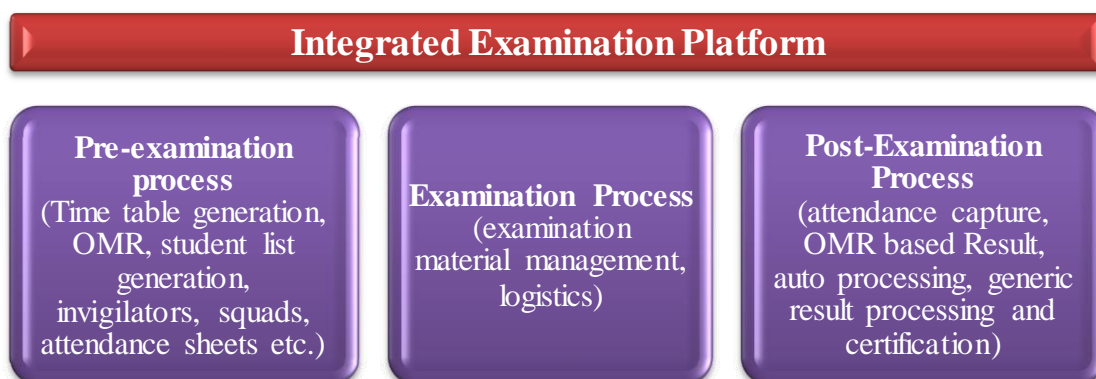 Integrated Examination Platform
Pre-examination
process
(Time table generation,
OMR, student list
generation,
invigilators, squads,
attendance sheets etc.)
Examination Process
(examination
material management,
logistics)
Post-Examination
Process
(attendance capture,
OMR based Result,
auto processing, generic
result processing and
certification)